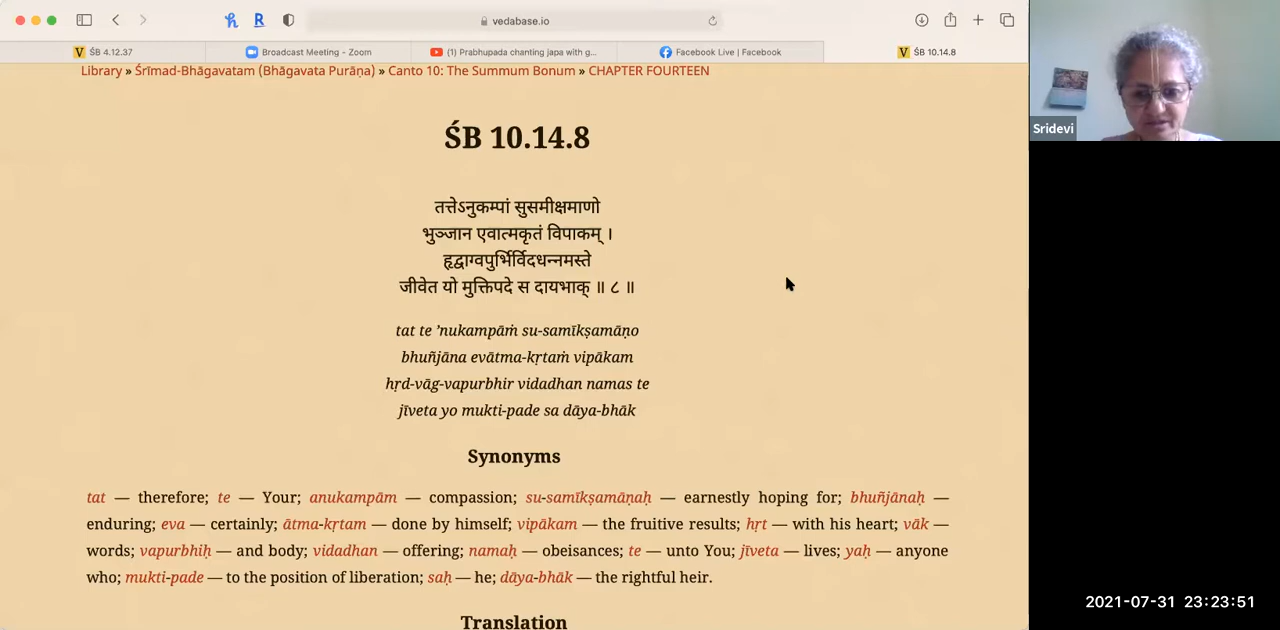 vedabase.io
ŚB 4.12.37
Broadcast Meeting - Zoom
(1) Prabhupada chanting japa with g...
Facebook Live | Facebook
ŚB 10.14.8
Library » Śrīmad-Bhāgavatam (Bhāgavata Purāṇa) » Canto 10: The Summum Bonum » CHAPTER FOURTEEN
ŚB 10.14.8
तत्तेऽनुकम्पां सुसमीक्षमाणो
भुञ्जान एवात्मकृतं विपाकम् ।
हृद्वाग्वपुर्भिर्विदधन्नमस्ते
जीवेत यो मुक्तिपदे स दायभाक् ॥ ८ ॥
tat te ’nukampāṁ su-samīkṣamāṇo
bhuñjāna evātma-kṛtaṁ vipākam
hṛd-vāg-vapurbhir vidadhan namas te
jīveta yo mukti-pade sa dāya-bhāk
Synonyms
tat — therefore; te — Your; anukampām — compassion; su-samīkṣamāṇaḥ — earnestly hoping for; bhuñjānaḥ —
enduring; eva — certainly; ātma-kṛtam — done by himself; vipākam — the fruitive results; hṛt — with his heart; vāk —
words; vapurbhiḥ — and body; vidadhan — offering; namaḥ — obeisances; te — unto You; jīveta — lives; yaḥ — anyone
who; mukti-pade — to the position of liberation; saḥ — he; dāya-bhāk — the rightful heir.
Translation
Sridevi
2021-07-31 23:23:51